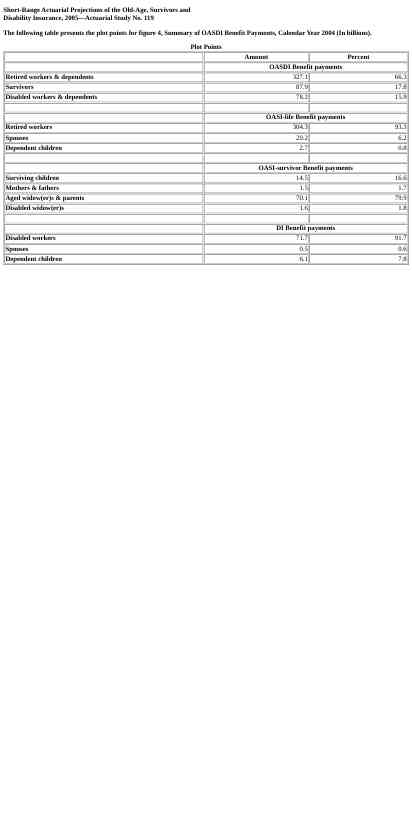 Short-Range Actuarial Projections of the Old-Age, Survivors and
Disability Insurance, 2005—Actuarial Study No. 119
The following table presents the plot points for figure 4, Summary of OASDI Benefit Payments, Calendar Year 2004 (In billions).
Plot Points
Amount Percent
OASDI Benefit payments
Retired workers & dependents 327.1 66.3
Survivors 87.9 17.8
Disabled workers & dependents 78.2 15.9
OASI-life Benefit payments
Retired workers 304.3 93.3
Spouses 20.2 6.2
Dependent children 2.7 0.8
OASI-survivor Benefit payments
Surviving children 14.5 16.6
Mothers & fathers 1.5 1.7
Aged widow(er)s & parents 70.1 79.9
Disabled widow(er)s 1.6 1.8
DI Benefit payments
Disabled workers 71.7 91.7
Spouses 0.5 0.6
Dependent children 6.1 7.8